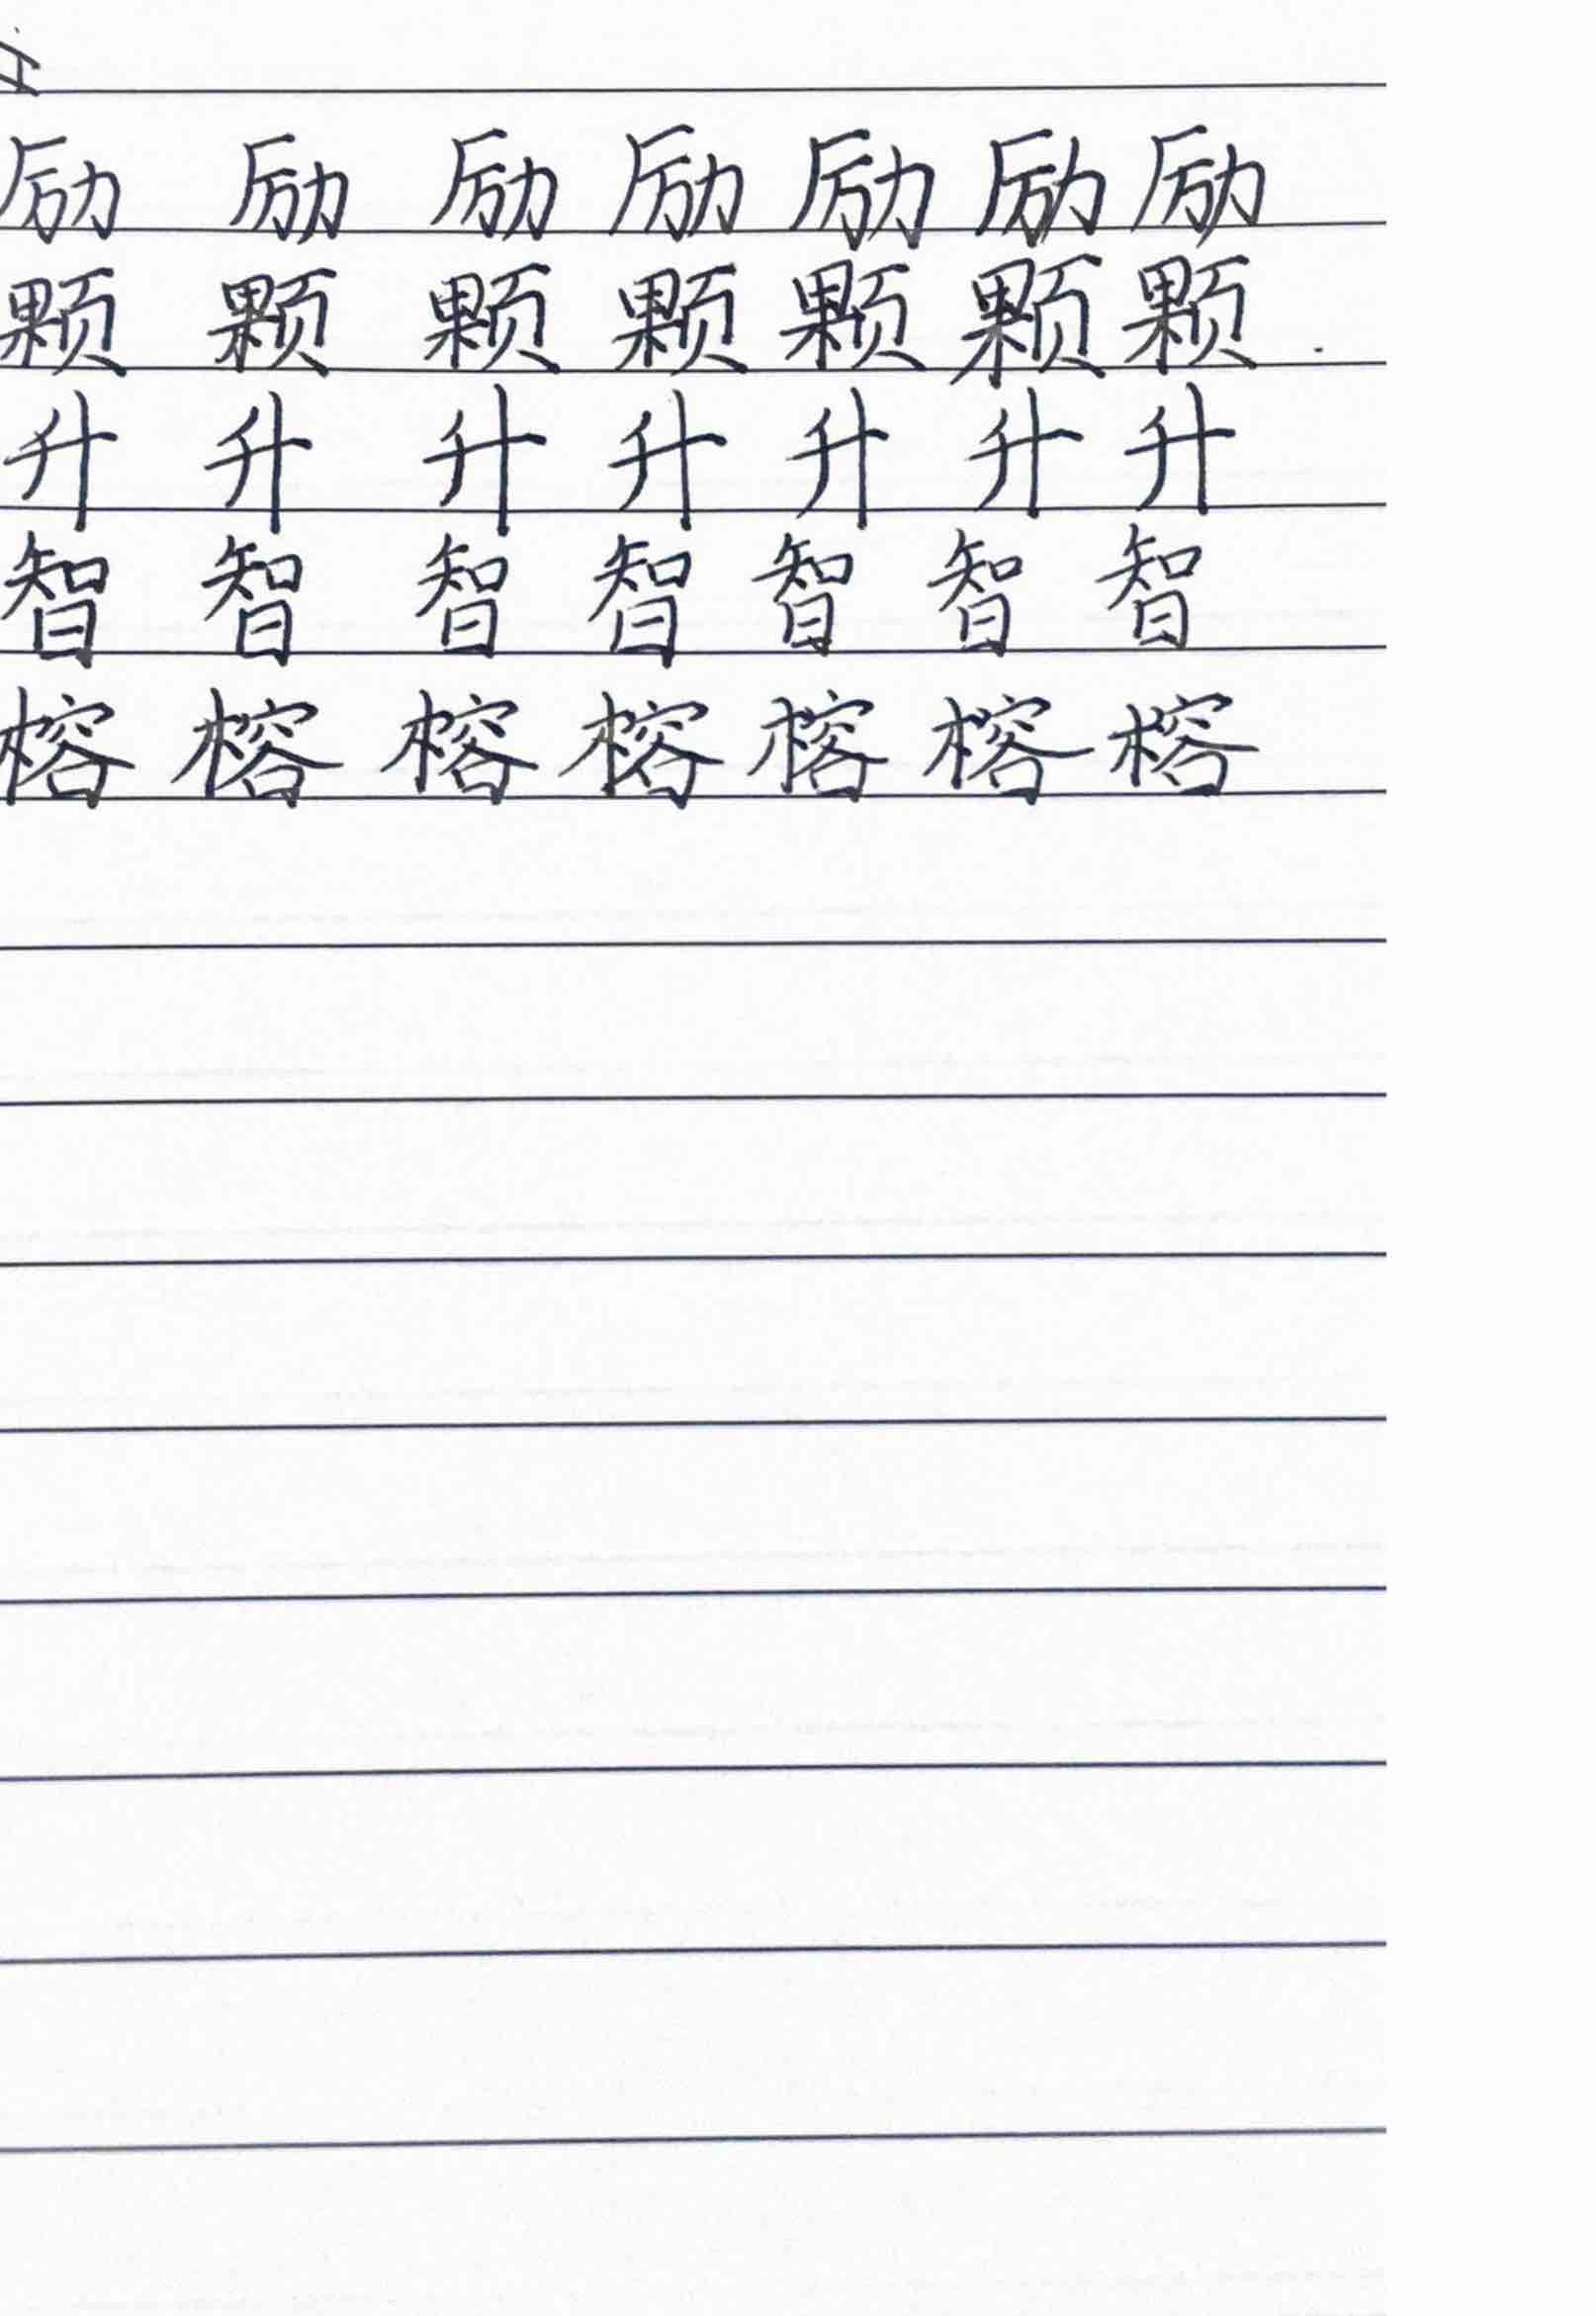 励 励 励 励 励 励 励
颗 颗 颗 颗 颗 颗 颗
升 升 升 升 升 升 升
智 智 智 智 智 智 智
榕 榕 榕 榕 榕 榕 榕